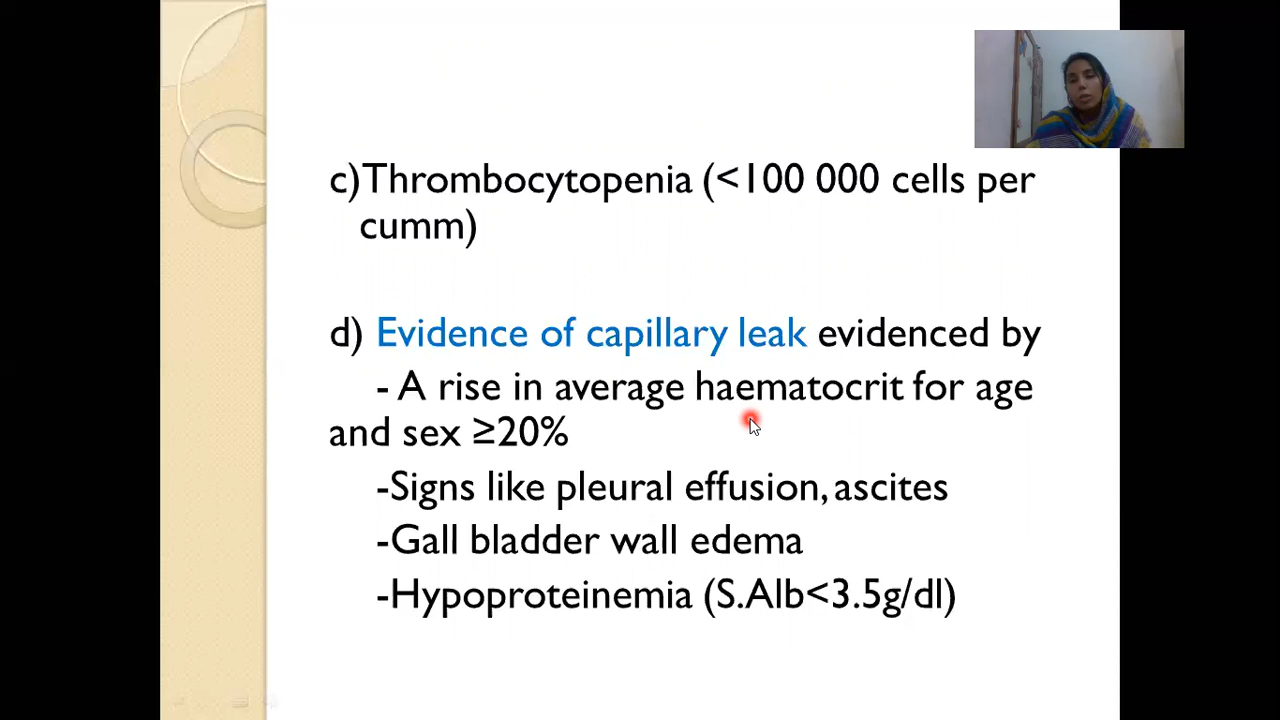 c)Thrombocytopenia (<100 000 cells per
cumm)
d) Evidence of capillary leak evidenced by
- A rise in average haematocrit for age
and sex ≥20%
-Signs like pleural effusion, ascites
-Gall bladder wall edema
-Hypoproteinemia (S.Alb<3.5g/dl)